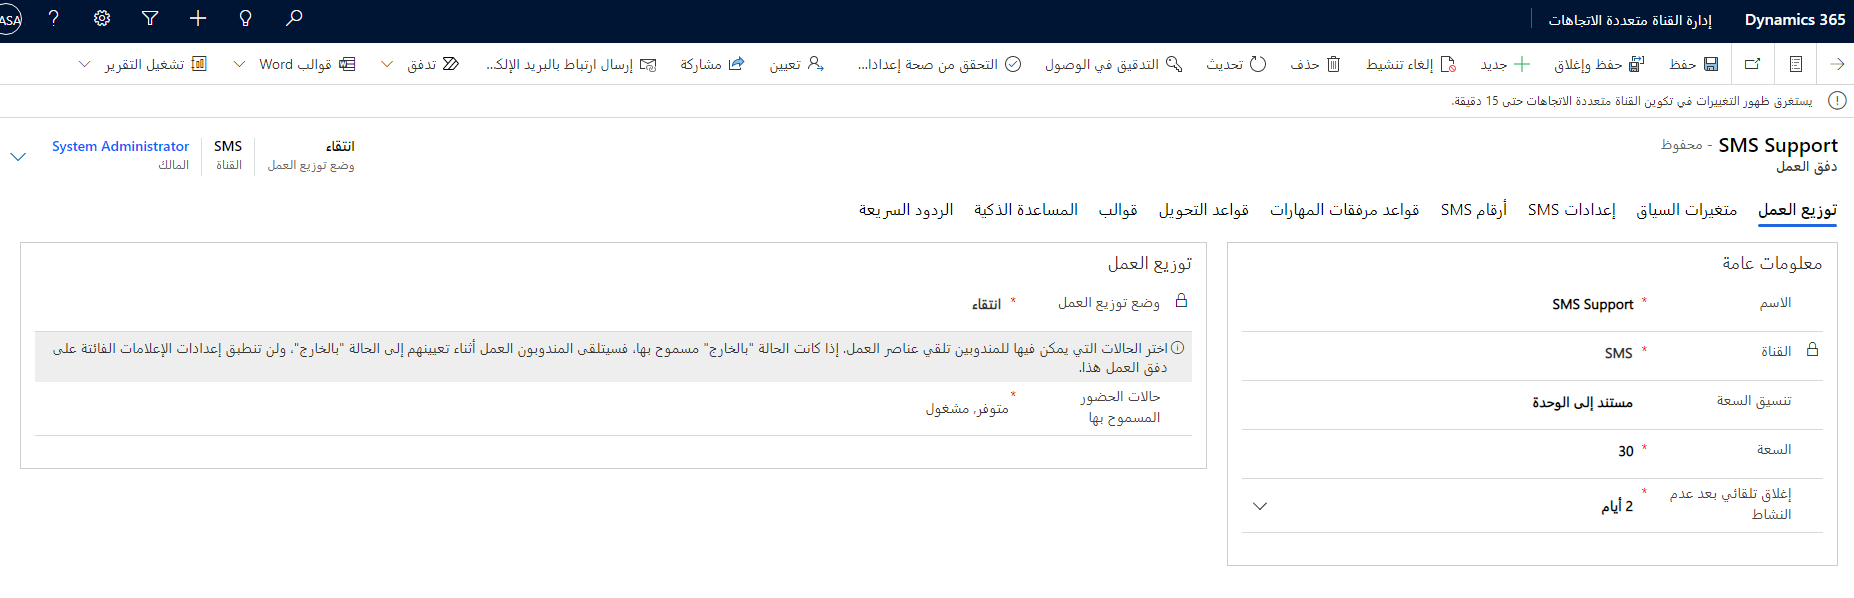 Dynamics 365
إدارة القناة متعددة الاتجاهات
ASA
حفظ
حفظ وإغلاق
جديد
إلغاء تنشيط
حذف
تحديث
التدقيق في الوصول
التحقق من صحة إعدادا...
تعيين
مشاركة
إرسال ارتباط بالبريد الإلك...
تدفق
قوالب Word
تشغيل التقرير
يستغرق ظهور التغييرات في تكوين القناة متعددة الاتجاهات حتى 15 دقيقة.
SMS Support - محفوظ
دفق العمل
انتقاء
وضع توزيع العمل
SMS
القناة
System Administrator
المالك
توزيع العمل
متغيرات السياق
إعدادات SMS
أرقام SMS
قواعد مرفقات المهارات
قواعد التحويل
قوالب
المساعدة الذكية
الردود السريعة
معلومات عامة
الاسم * SMS Support
القناة * SMS
تنسيق السعة مستند إلى الوحدة
السعة * 30
إغلاق تلقائي بعد عدم
النشاط
* 2 أيام
توزيع العمل
وضع توزيع العمل * انتقاء
اختر الحالات التي يمكن فيها للمندوبين تلقي عناصر العمل. إذا كانت الحالة "بالخارج" مسموح بها، فسيتلقى المندوبون العمل أثناء تعيينهم إلى الحالة "بالخارج"، ولن تنطبق إعدادات الإعلامات الفائتة على
دفق العمل هذا.
حالات الحضور
المسموح بها
* متوفر, مشغول